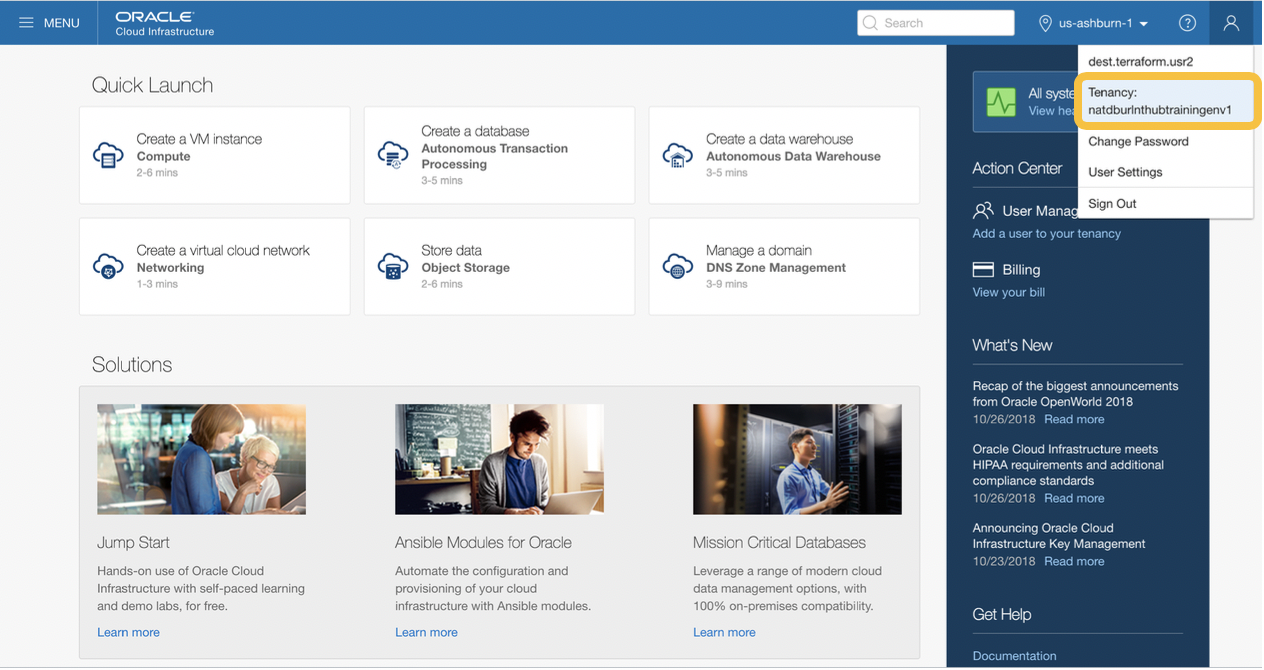 MENU
ORACLE
Cloud Infrastructure
Search
us-ashburn-1
?
dest.terraform.usr2
Tenancy:
natdburlnthubtrainingenv1
Change Password
User Settings
Sign Out
Quick Launch
Create a VM instance
Compute
2-6 mins
Create a database
Autonomous Transaction
Processing
3-5 mins
Create a data warehouse
Autonomous Data Warehouse
3-5 mins
Create a virtual cloud network
Networking
1-3 mins
Store data
Object Storage
2-6 mins
Manage a domain
DNS Zone Management
3-9 mins
Solutions
Jump Start
Hands-on use of Oracle Cloud
Infrastructure with self-paced learning
and demo labs, for free.
Learn more
Ansible Modules for Oracle
Automate the configuration and
provisioning of your cloud
infrastructure with Ansible modules.
Learn more
Mission Critical Databases
Leverage a range of modern cloud
data management options, with
100% on-premises compatibility.
Learn more
All syste
View hea
Action Center
User Manag
Add a user to your tenancy
Billing
View your bill
What's New
Recap of the biggest announcements
from Oracle OpenWorld 2018
10/26/2018 Read more
Oracle Cloud Infrastructure meets
HIPAA requirements and additional
compliance standards
10/26/2018 Read more
Announcing Oracle Cloud
Infrastructure Key Management
10/23/2018 Read more
Get Help
Documentation